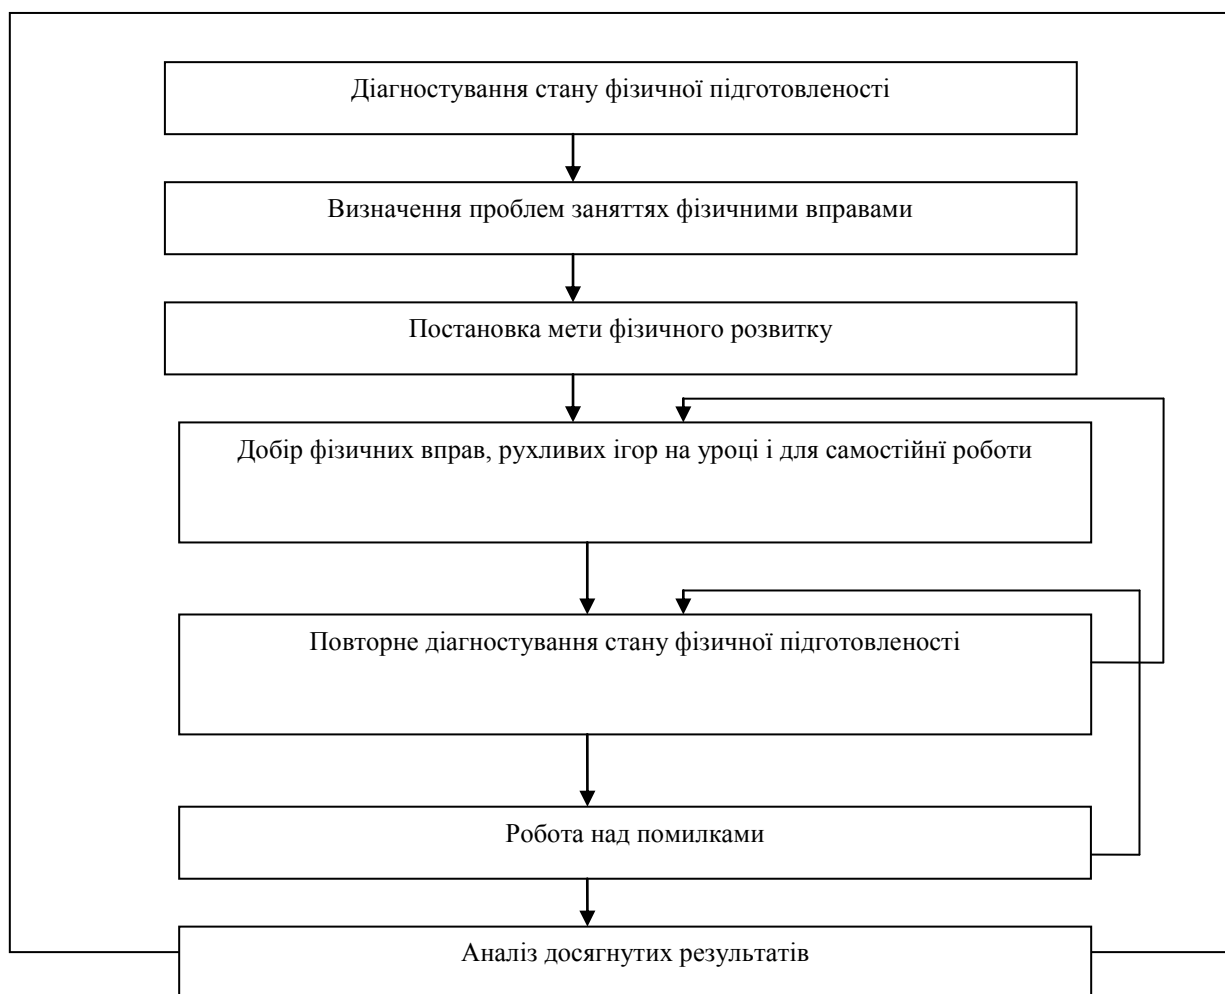 Діагностування стану фізичної підготовленості
Визначення проблем заняттях фізичними вправами
Постановка мети фізичного розвитку
Добір фізичних вправ, рухливих ігор на уроці і для самостійні роботи
Повторне діагностування стану фізичної підготовленості
Робота над помилками
Аналіз досягнутих результатів